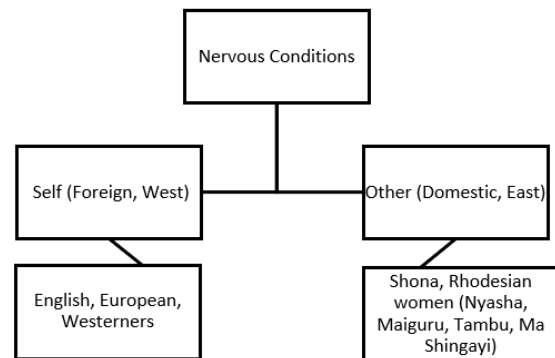 Nervous Conditions
Self (Foreign, West)
Other (Domestic, East)
English, European,
Westerners
Shona, Rhodesian
women (Nyasha,
Maiguru, Tambu, Ma
Shingayi)